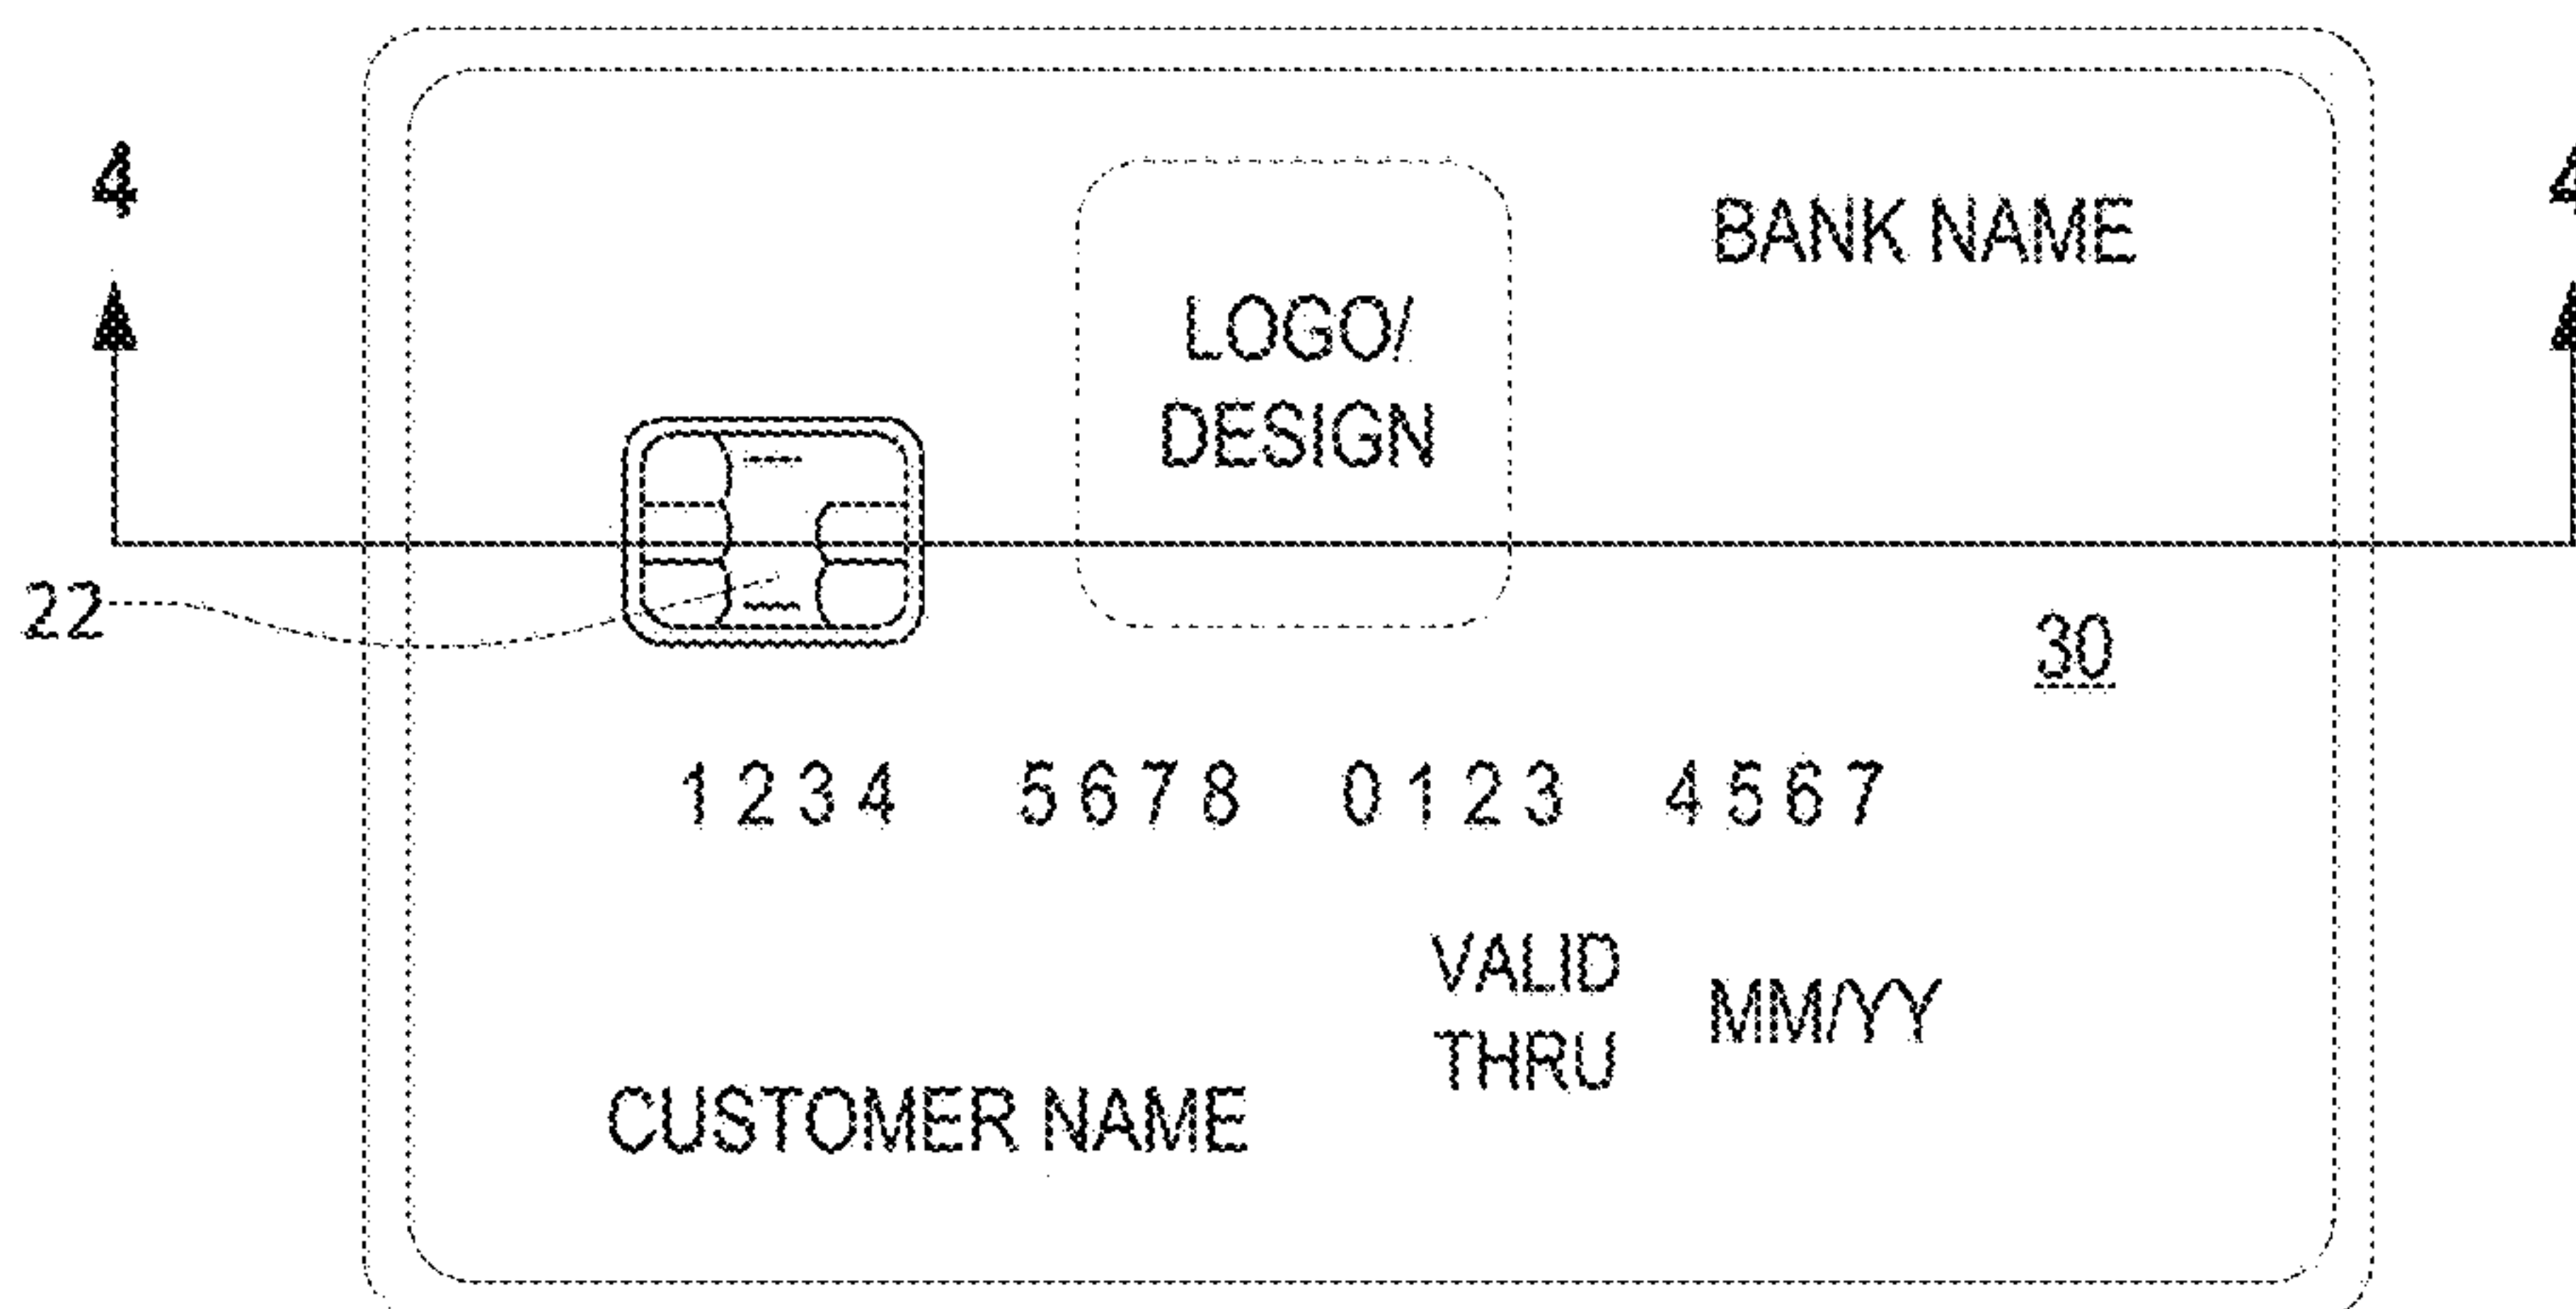 4 4
BANK NAME
LOGO/
DESIGN
22
30
1234 5678 0123 4567
VALID
THRU
MM/YY
CUSTOMER NAME